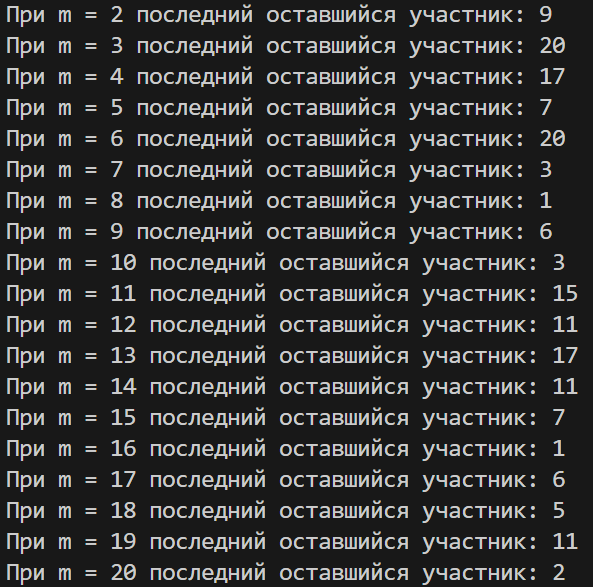 При m = 2 последний оставшийся участник: 9
При m = 3 последний оставшийся участник: 20
При m = 4 последний оставшийся участник: 17
При m = 5 последний оставшийся участник: 7
При m = 6 последний оставшийся участник: 20
При m = 7 последний оставшийся участник: 3
При m = 8 последний оставшийся участник: 1
При m = 9 последний оставшийся участник: 6
При m = 10 последний оставшийся участник: 3
При m = 11 последний оставшийся участник: 15
При m = 12 последний оставшийся участник: 11
При m = 13 последний оставшийся участник: 17
При m = 14 последний оставшийся участник: 11
При m = 15 последний оставшийся участник: 7
При m = 16 последний оставшийся участник: 1
При m = 17 последний оставшийся участник: 6
При m = 18 последний оставшийся участник: 5
При m = 19 последний оставшийся участник: 11
При m = 20 последний оставшийся участник: 2